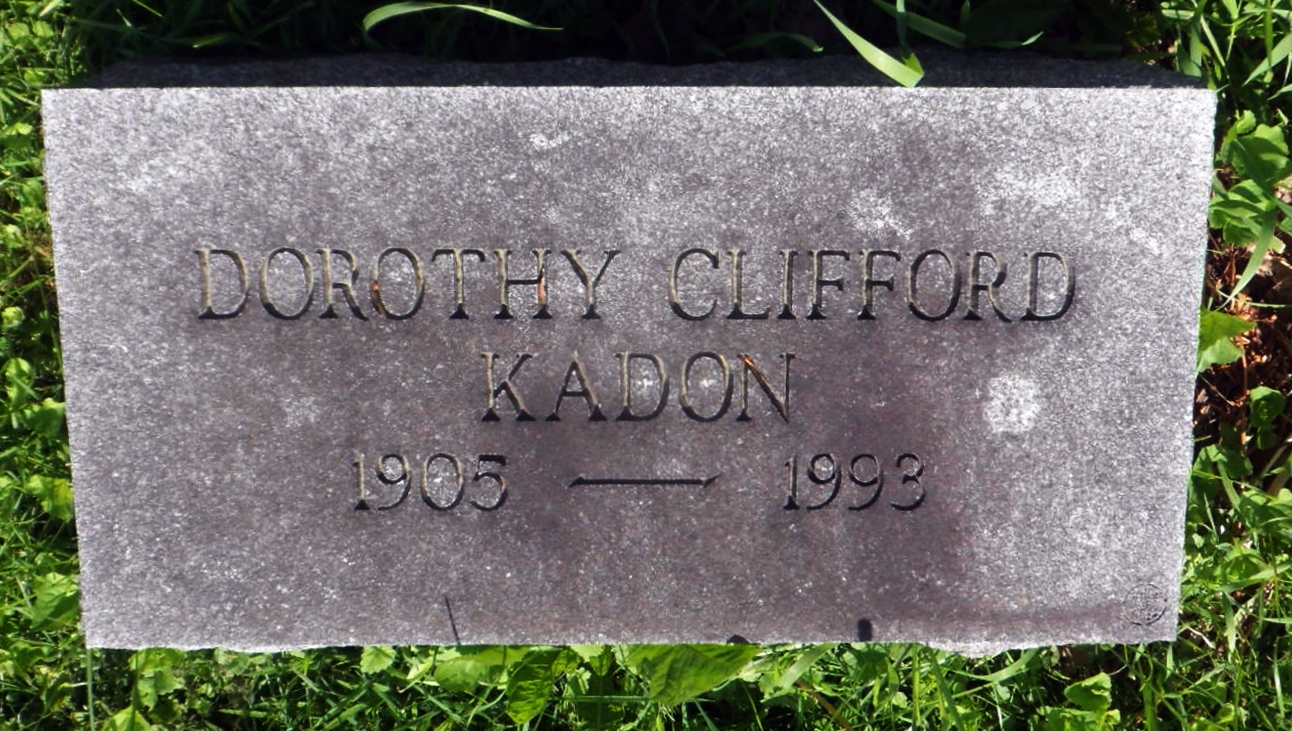 DOROTHY CLIFFORD
KADON
1905 — 1993